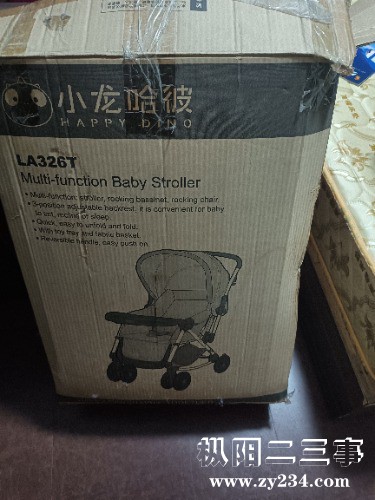 小龙哈彼
HAPPY DINO
LA326T
Multi-function Baby Stroller
• Multi-function: stroller, rocking bassinet, rocking chair.
• 3-position adjustable backrest, it is convenient for baby
to set, recline or sleep.
• Quick, easy to unfold and fold.
• With toy tray and fabric basket.
• Reversible handle, easy push on.
枞阳二三事
www.zy234.com